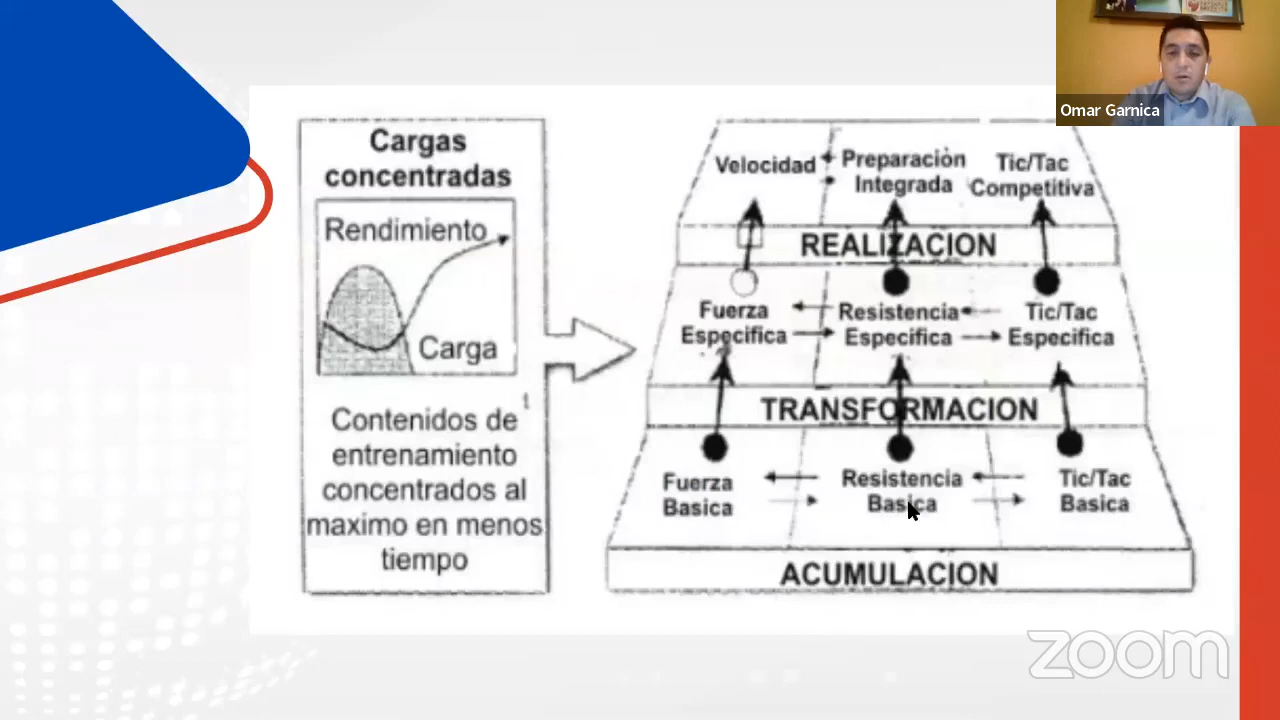 Omar Garnica
Cargas
concentradas
Rendimiento
Carga
Contenidos de
entrenamiento
concentrados al
maximo en menos
tiempo
Velocidad
Preparaciòn
Integrada
Tic/Tac
Competitiva
REALIZACION
Fuerza
Especifica
Resistencia
Especifica
Tic/Tac
Especifica
TRANSFORMACION
Fuerza
Basica
Resistencia
Basica
Tic/Tac
Basica
ACUMULACION
zoom